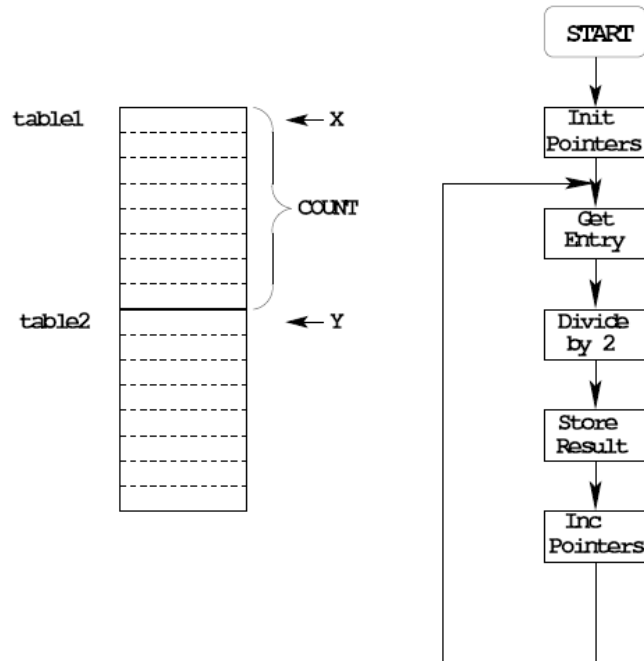 table1
X
COUNT
table2
Y
START
Init
Pointers
Get
Entry
Divide
by 2
Store
Result
Inc
Pointers